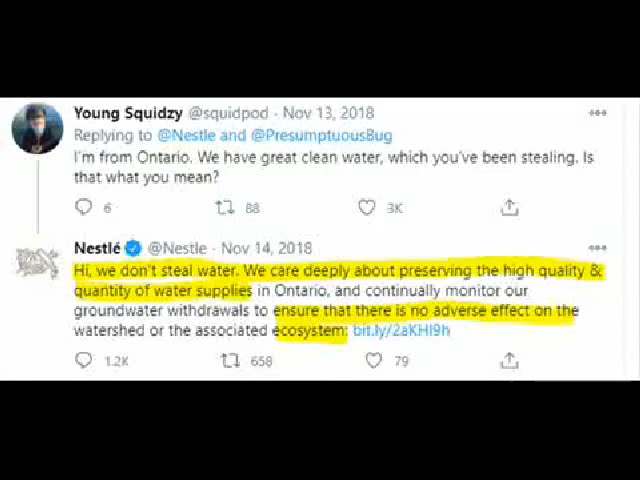 Young Squidzy @squidpod - Nov 13, 2018
Replying to @Nestle and @PresumptuousBug
I'm from Ontario. We have great clean water, which you've been stealing. Is
that what you mean?
6 88 3K
Nestlé @Nestle - Nov 14, 2018
Hi, we don't steal water. We care deeply about preserving the high quality &
quantity of water supplies in Ontario, and continually monitor our
groundwater withdrawals to ensure that there is no adverse effect on the
watershed or the associated ecosystem: bit.ly/2aKHl9h
1.2K 658 79